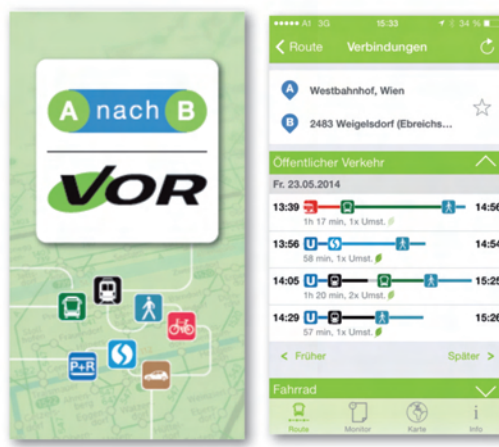 A nach B
VOR
P+R
A1 3G 15:33 34 %
Route Verbindungen
A Westbahnhof, Wien
B 2483 Weigelsdorf (Ebreichs...
Öffentlicher Verkehr
Fr. 23.05.2014
13:39 14:56
1h 17 min, 1x Umst.
13:56 U 14:54
58 min, 1x Umst.
14:05 U 15:25
1h 20 min, 2x Umst.
14:29 U 15:26
57 min, 1x Umst.
< Früher Später >
Fahrrad
Route Monitor Karte Info